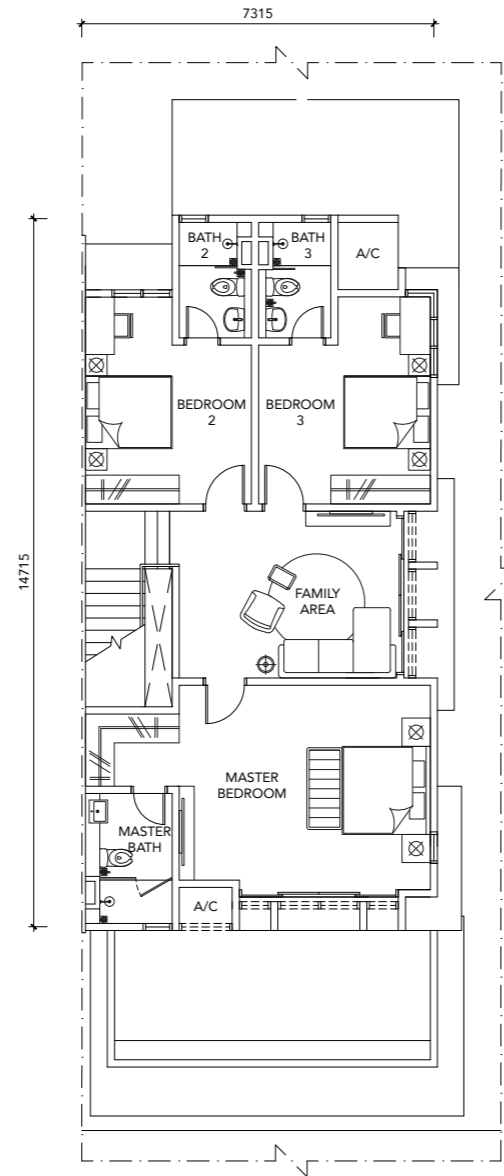 7315
BATH
2
BATH
3
A/C
BEDROOM
2
BEDROOM
3
14715
FAMILY
AREA
MASTER
BEDROOM
MASTER
BATH
A/C